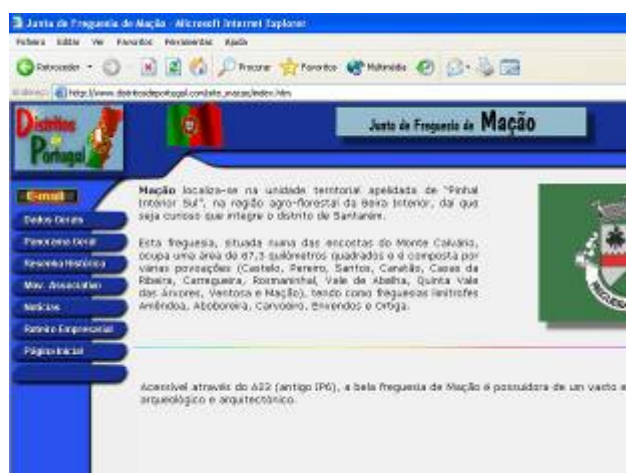 Junta de Freguesia de Mação - Microsoft Internet Explorer
Ficheiro Editar Ver Favoritos Ferramentas Ajuda
Retroceder Procurar Favoritos Multimédia
Distritos
Portugal
Junta de Freguesia de Mação
E-mail
Dados Gerais
Panorama Geral
Resenha Histórica
Mov. Associativo
Notícias
Roteiro Empresarial
Página Inicial
Mação localiza-se na unidade territorial apelidada de "Pinhal
Interior Sul", na região agro-florestal da Beira Interior, daí que
seja curioso que integre o distrito de Santarém.
Esta freguesia, situada numa das encostas do Monte Calvário,
ocupa uma área de 67,3 quilómetros quadrados e é composta por
várias povoações (Castelo, Pereiro, Santos, Caratão, Casas da
Ribeira, Carregueira, Rosmaninhal, Vale de Abelha, Quinta Vale
das Árvores, Ventosa e Mação), tendo como freguesias limítrofes
Amêndoa, Aboboreira, Carvoeiro, Envendos e Ortiga.
Acessível através do A23 (antigo IP6), a bela freguesia de Mação é possuidora de um vasto e
arqueológico e arquitectónico.